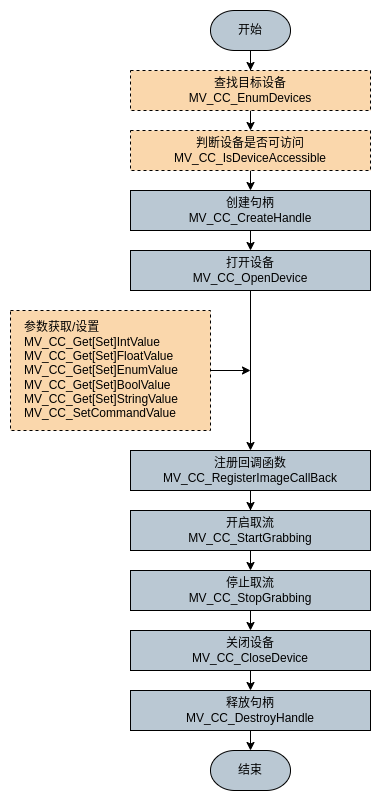 开始
查找目标设备
MV_CC_EnumDevices
判断设备是否可访问
MV_CC_IsDeviceAccessible
创建句柄
MV_CC_CreateHandle
打开设备
MV_CC_OpenDevice
参数获取/设置
MV_CC_Get[Set]IntValue
MV_CC_Get[Set]FloatValue
MV_CC_Get[Set]EnumValue
MV_CC_Get[Set]BoolValue
MV_CC_Get[Set]StringValue
MV_CC_SetCommandValue
注册回调函数
MV_CC_RegisterImageCallBack
开启取流
MV_CC_StartGrabbing
停止取流
MV_CC_StopGrabbing
关闭设备
MV_CC_CloseDevice
释放句柄
MV_CC_DestroyHandle
结束